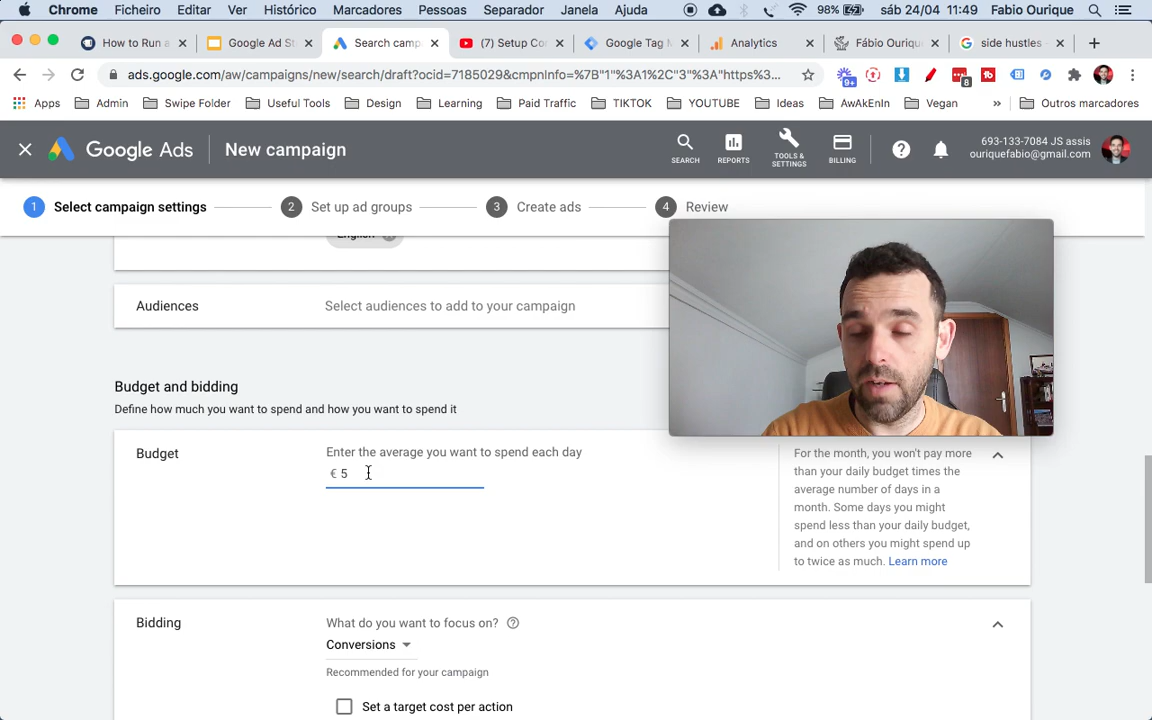 Chrome Ficheiro Editar Ver Histórico Marcadores Pessoas Separador Janela Ajuda 98% sáb 24/04 11:49 Fabio Ourique
How to Run a Google Ad St Search camp (7) Setup Co Google Tag M Analytics Fábio Ouriqu side hustles
ads.google.com/aw/campaigns/new/search/draft?ocid=7185029&cmpnInfo=%7B"1"%3A1%2C"3"%3A"https%3... 9+ 8
Apps Admin Swipe Folder Useful Tools Design Learning Paid Traffic TIKTOK YOUTUBE Ideas AwAkEnIn Vegan » Outros marcadores
Google Ads New campaign
SEARCH REPORTS TOOLS & SETTINGS BILLING
693-133-7084 JS assis
ouriquefabio@gmail.com
1 Select campaign settings 2 Set up ad groups 3 Create ads 4 Review
English
Audiences Select audiences to add to your campaign
Budget and bidding
Define how much you want to spend and how you want to spend it
Budget
Enter the average you want to spend each day
€ 5
For the month, you won't pay more
than your daily budget times the
average number of days in a
month. Some days you might
spend less than your daily budget,
and on others you might spend up
to twice as much. Learn more
Bidding
What do you want to focus on?
Conversions
Recommended for your campaign
Set a target cost per action